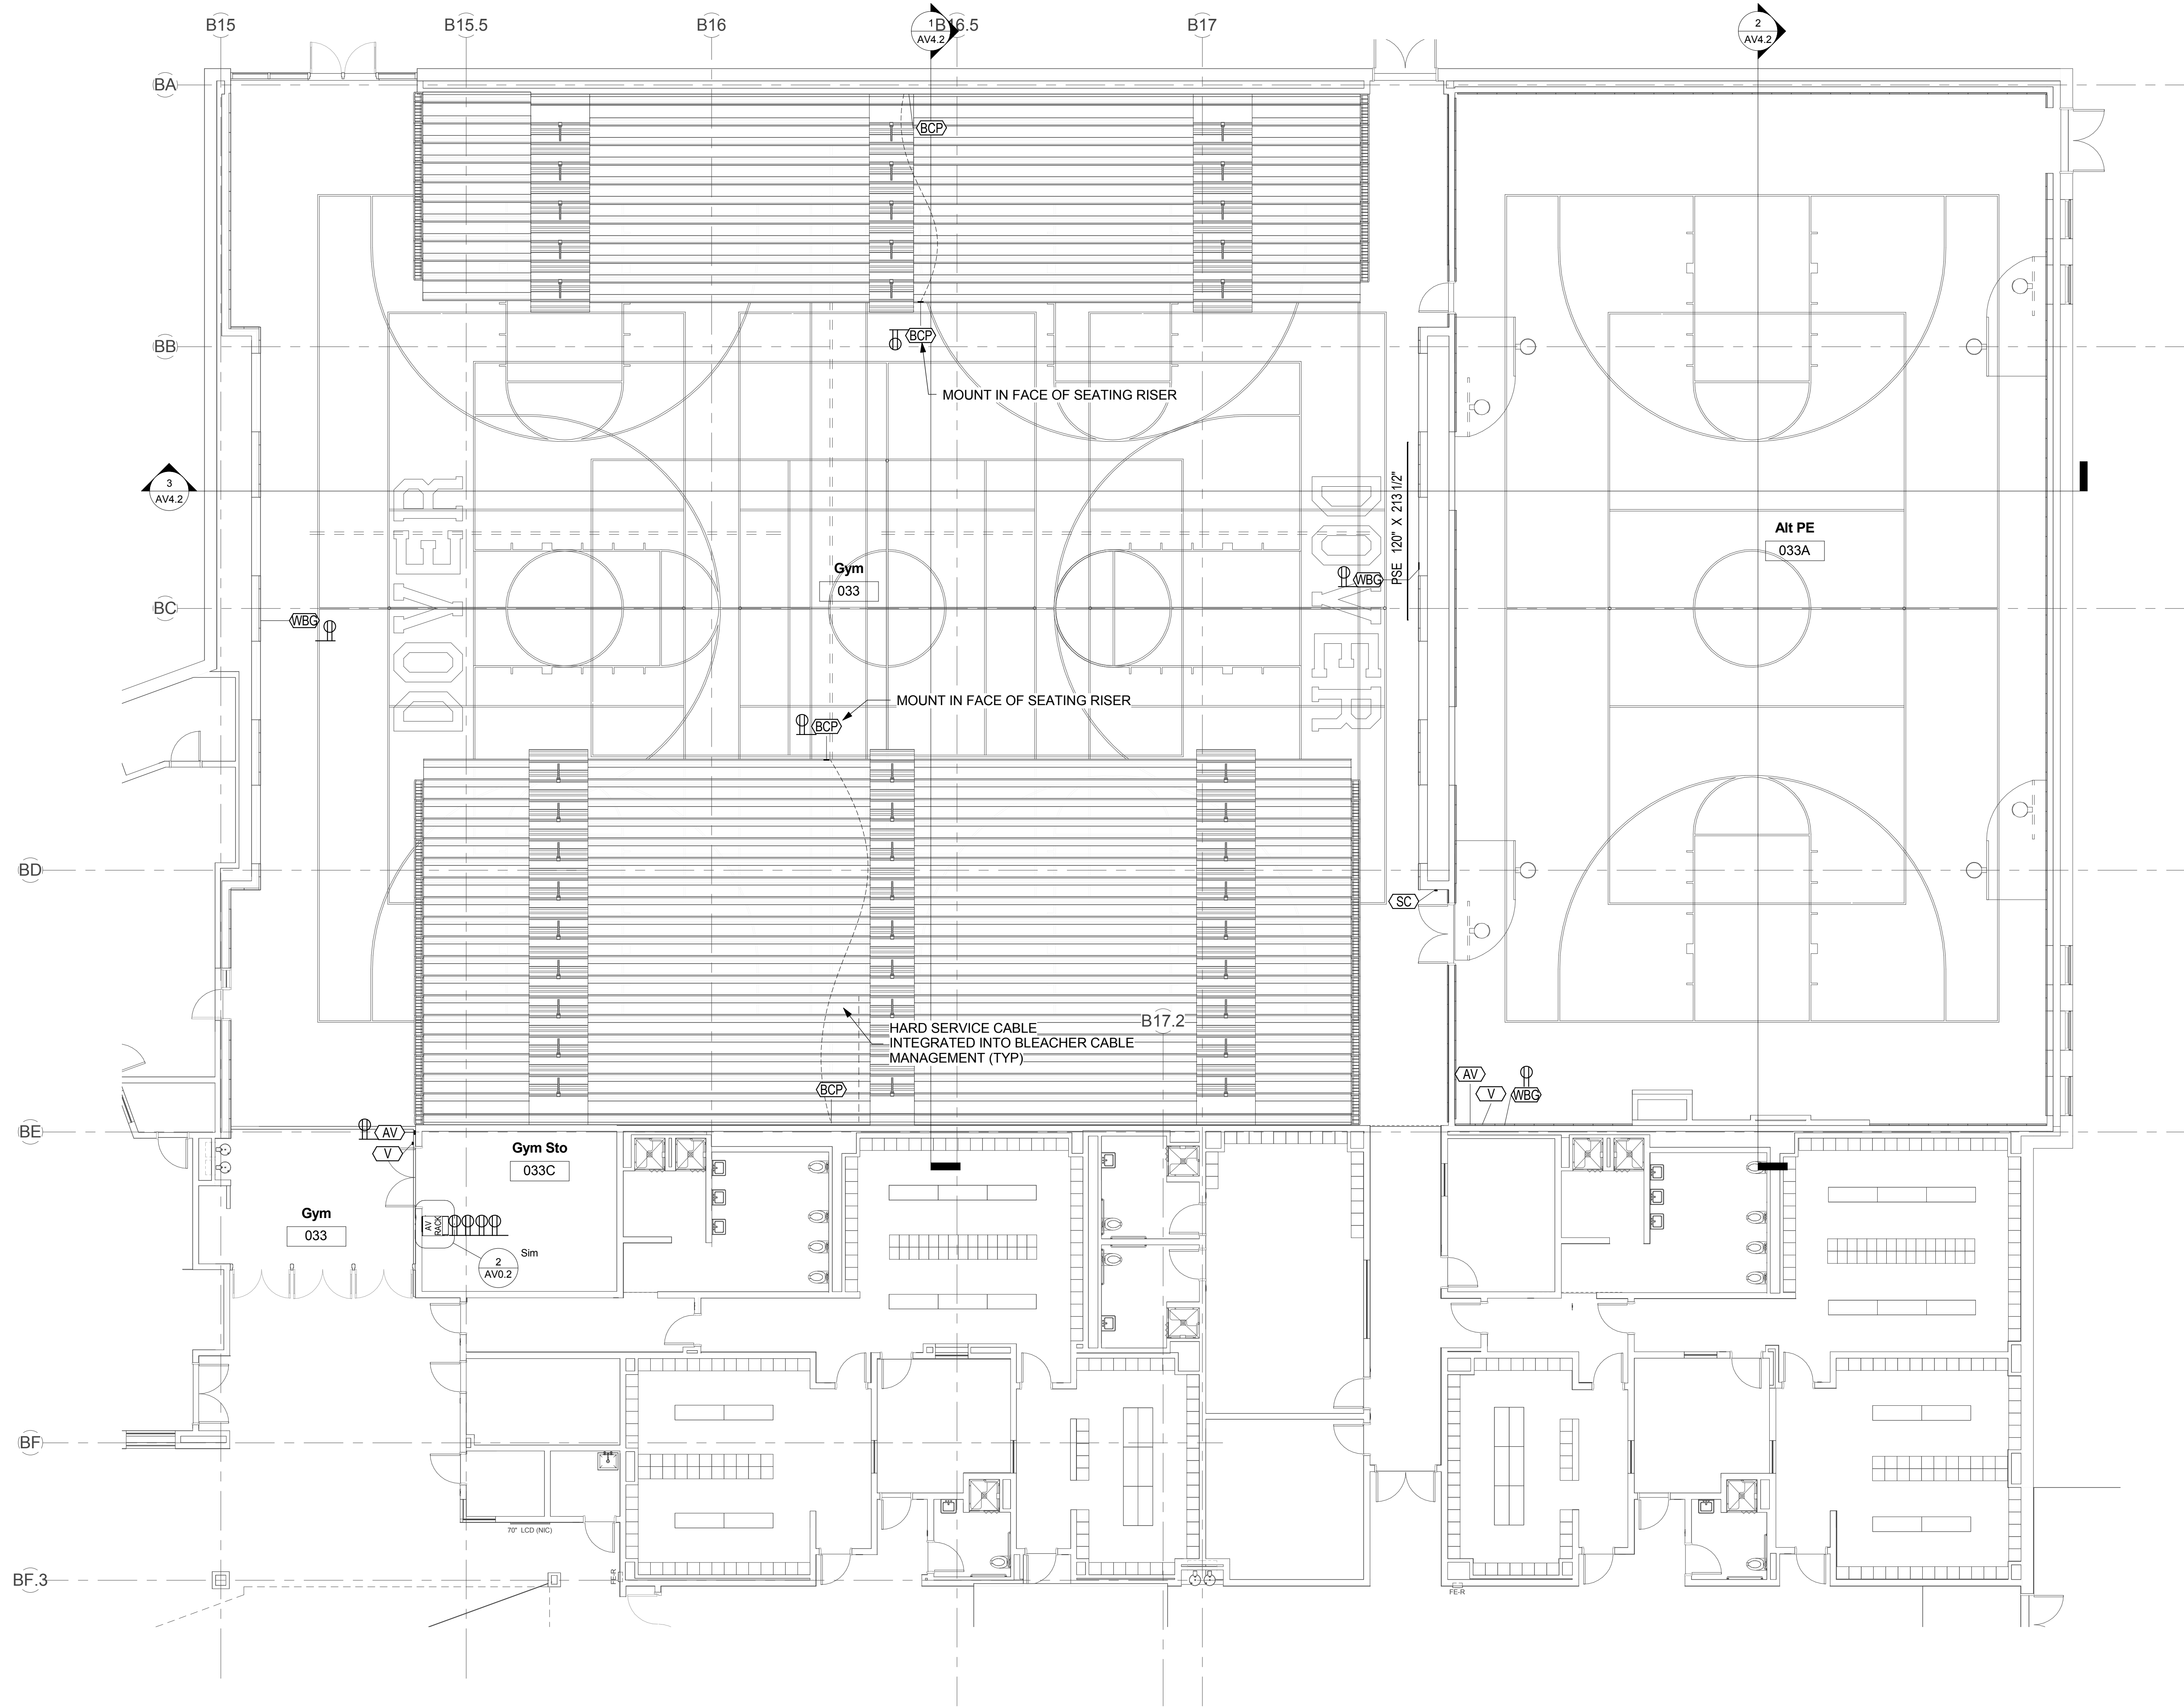 B15
B15.5
B16
1
AV4.2
B16.5
B17
2
AV4.2
BA
BCP
BB
BCP
MOUNT IN FACE OF SEATING RISER
3
AV4.2
DOVER
DOVER
PSE 120" X 213 1/2"
Alt PE
033A
Gym
033
WBG
BC
WBG
MOUNT IN FACE OF SEATING RISER
BCP
BD
SC
HARD SERVICE CABLE
INTEGRATED INTO BLEACHER CABLE
MANAGEMENT (TYP)
B17.2
BCP
AV
V
WBG
BE
AV
V
Gym Sto
033C
Gym
033
AV
RACK
Sim
2
AV0.2
BF
70" LCD (NIC)
BF.3
FE-R
FE-R